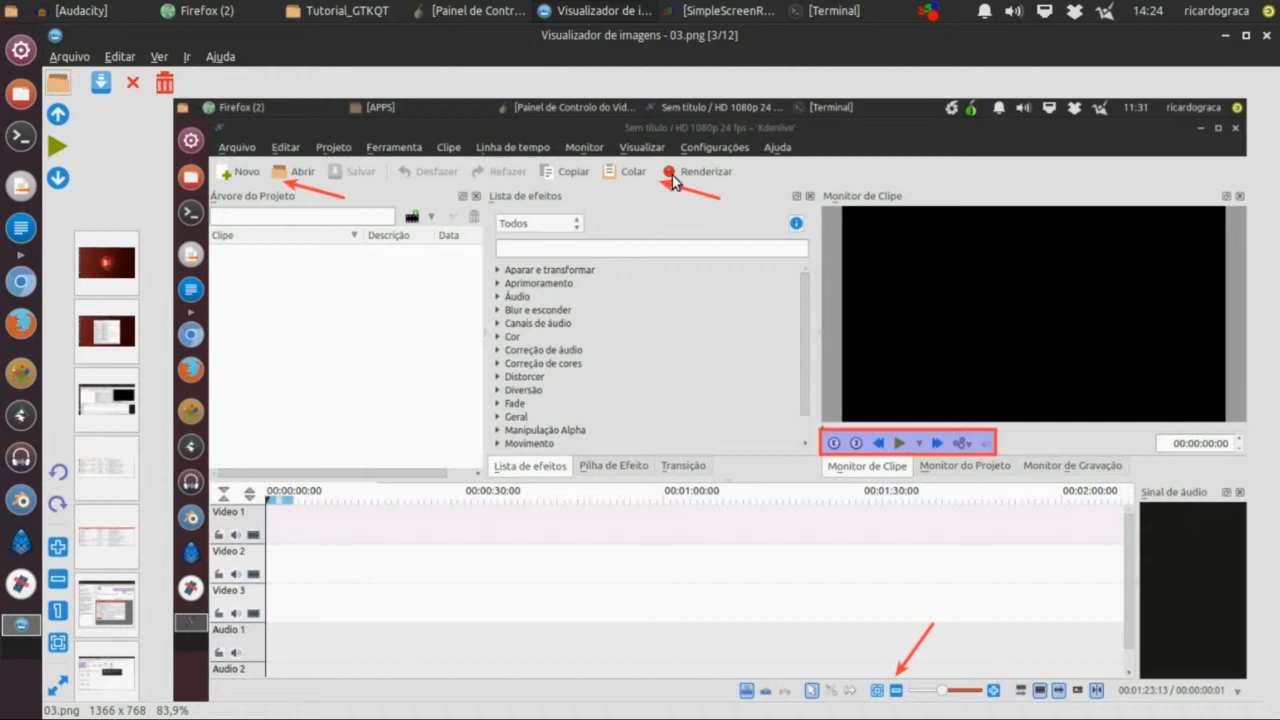 [Audacity] Firefox (2) Tutorial_GTKQT [Painel de Contr... Visualizador de i... [SimpleScreenR... [Terminal] 14:24 ricardograca
Visualizador de imagens - 03.png [3/12]
Arquivo Editar Ver Ir Ajuda
Firefox (2) [APPS] [Painel de Controlo do Vid... Sem título / HD 1080p 24 ... [Terminal] 11:31 ricardograca
Sem título / HD 1080p 24 fps - 'Kdenlive'
Arquivo Editar Projeto Ferramenta Clipe Linha de tempo Monitor Visualizar Configurações Ajuda
Novo Abrir Salvar Desfazer Refazer Copiar Colar Renderizar
Árvore do Projeto Lista de efeitos Monitor de Clipe
Todos
Clipe Descrição Data
Aparar e transformar
Aprimoramento
Áudio
Blur e esconder
Canais de áudio
Cor
Correção de áudio
Correção de cores
Distorcer
Diversão
Fade
Geral
Manipulação Alpha
Movimento
00:00:00:00
Lista de efeitos Pilha de Efeito Transição Monitor de Clipe Monitor do Projeto Monitor de Gravação
00:00:00:00 00:00:30:00 00:01:00:00 00:01:30:00 00:02:00:00 Sinal de áudio
Video 1
Video 2
Video 3
Audio 1
Audio 2
00:01:23:13 / 00:00:00:01
03.png 1366 x 768 83,9%